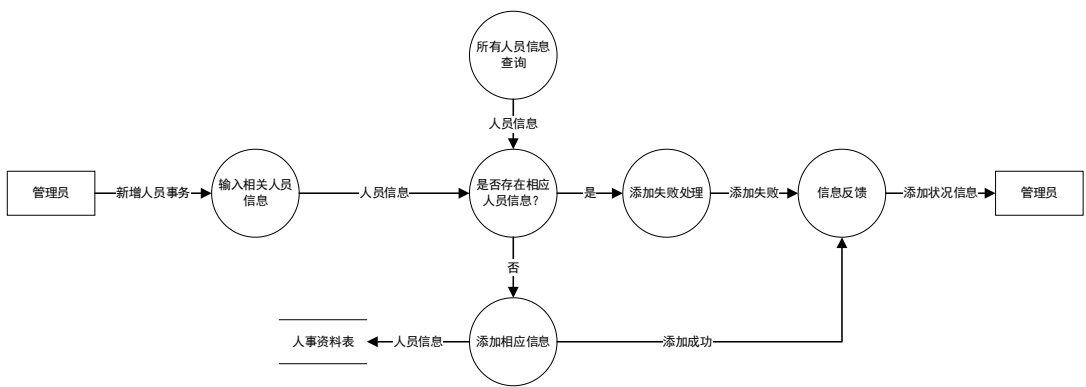 所有人员信息
查询
人员信息
管理员
新增人员事务
输入相关人员
信息
人员信息
是否存在相应
人员信息？
是
添加失败处理
添加失败
信息反馈
添加状况信息
管理员
否
人事资料表
人员信息
添加相应信息
添加成功